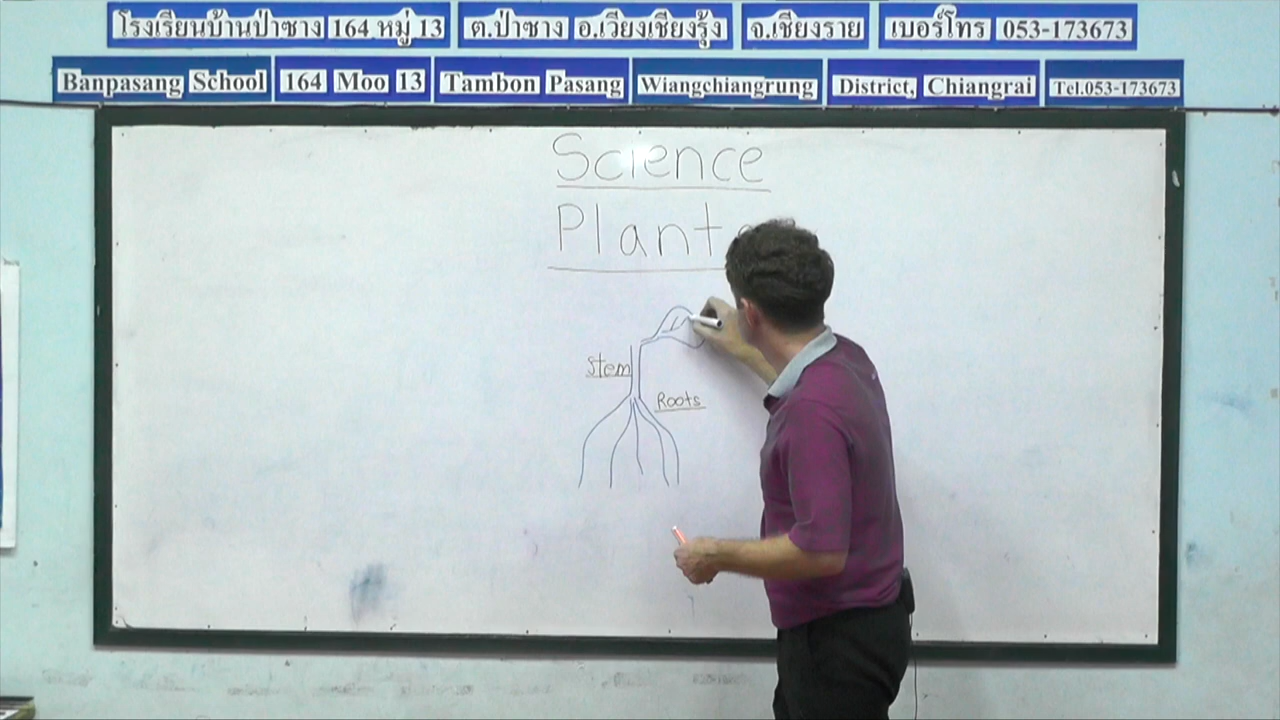 โรงเรียนบ้านป่าซาง 164 หมู่ 13 ต.ป่าซาง อ.เวียงเชียงรุ้ง จ.เชียงราย เบอร์โทร 053-173673
Banpasang School 164 Moo 13 Tambon Pasang Wiangchiangrung District, Chiangrai Tel.053-173673
Science
Plants
Stem
Roots